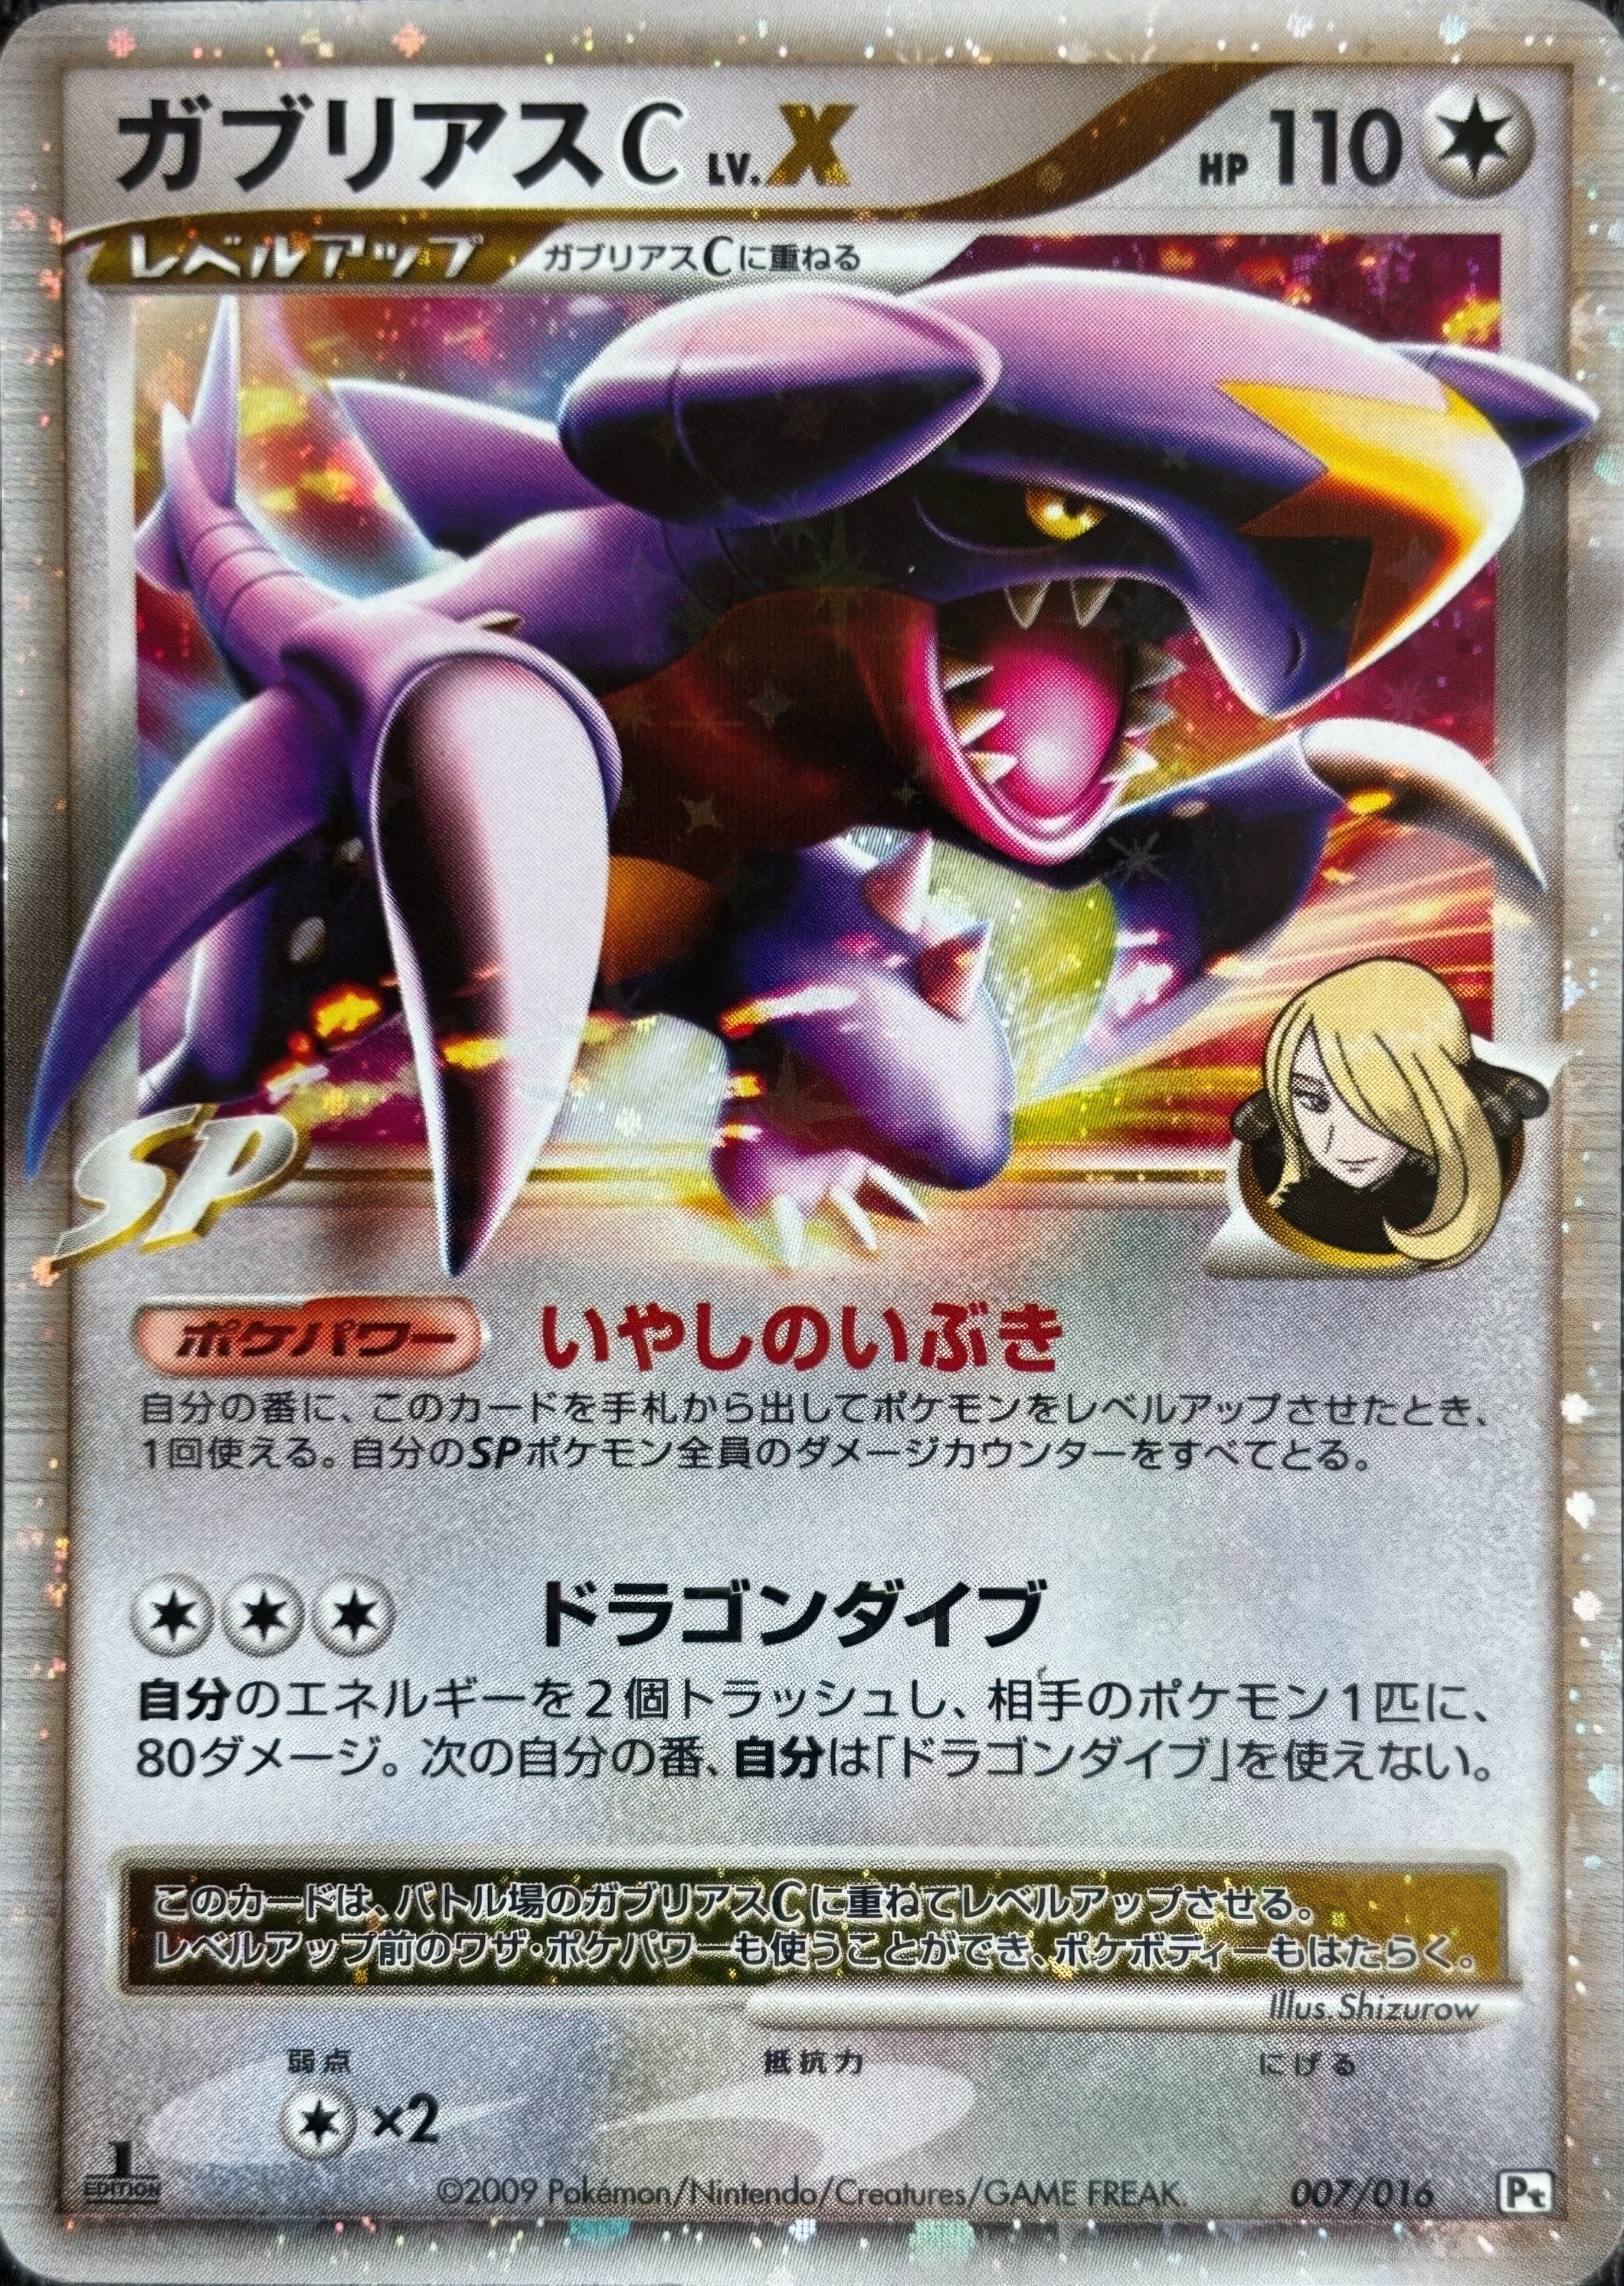 ガブリアスC LV.X HP 110
レベルアップ ガブリアスCに重ねる
SP
ポケパワー いやしのいぶき
自分の番に、このカードを手札から出してポケモンをレベルアップさせたとき、
1回使える。自分のSPポケモン全員のダメージカウンターをすべてとる。
ドラゴンダイブ
自分のエネルギーを2個トラッシュし、相手のポケモン1匹に、
80ダメージ。次の自分の番、自分は「ドラゴンダイブ」を使えない。
このカードは、バトル場のガブリアスCに重ねてレベルアップさせる。
レベルアップ前のワザ・ポケパワーも使うことができ、ポケボディーもはたらく。
Illus. Shizurow
弱点 抵抗力 にげる
×2
1 EDITION
©2009 Pokémon/Nintendo/Creatures/GAME FREAK. 007/016 Pt